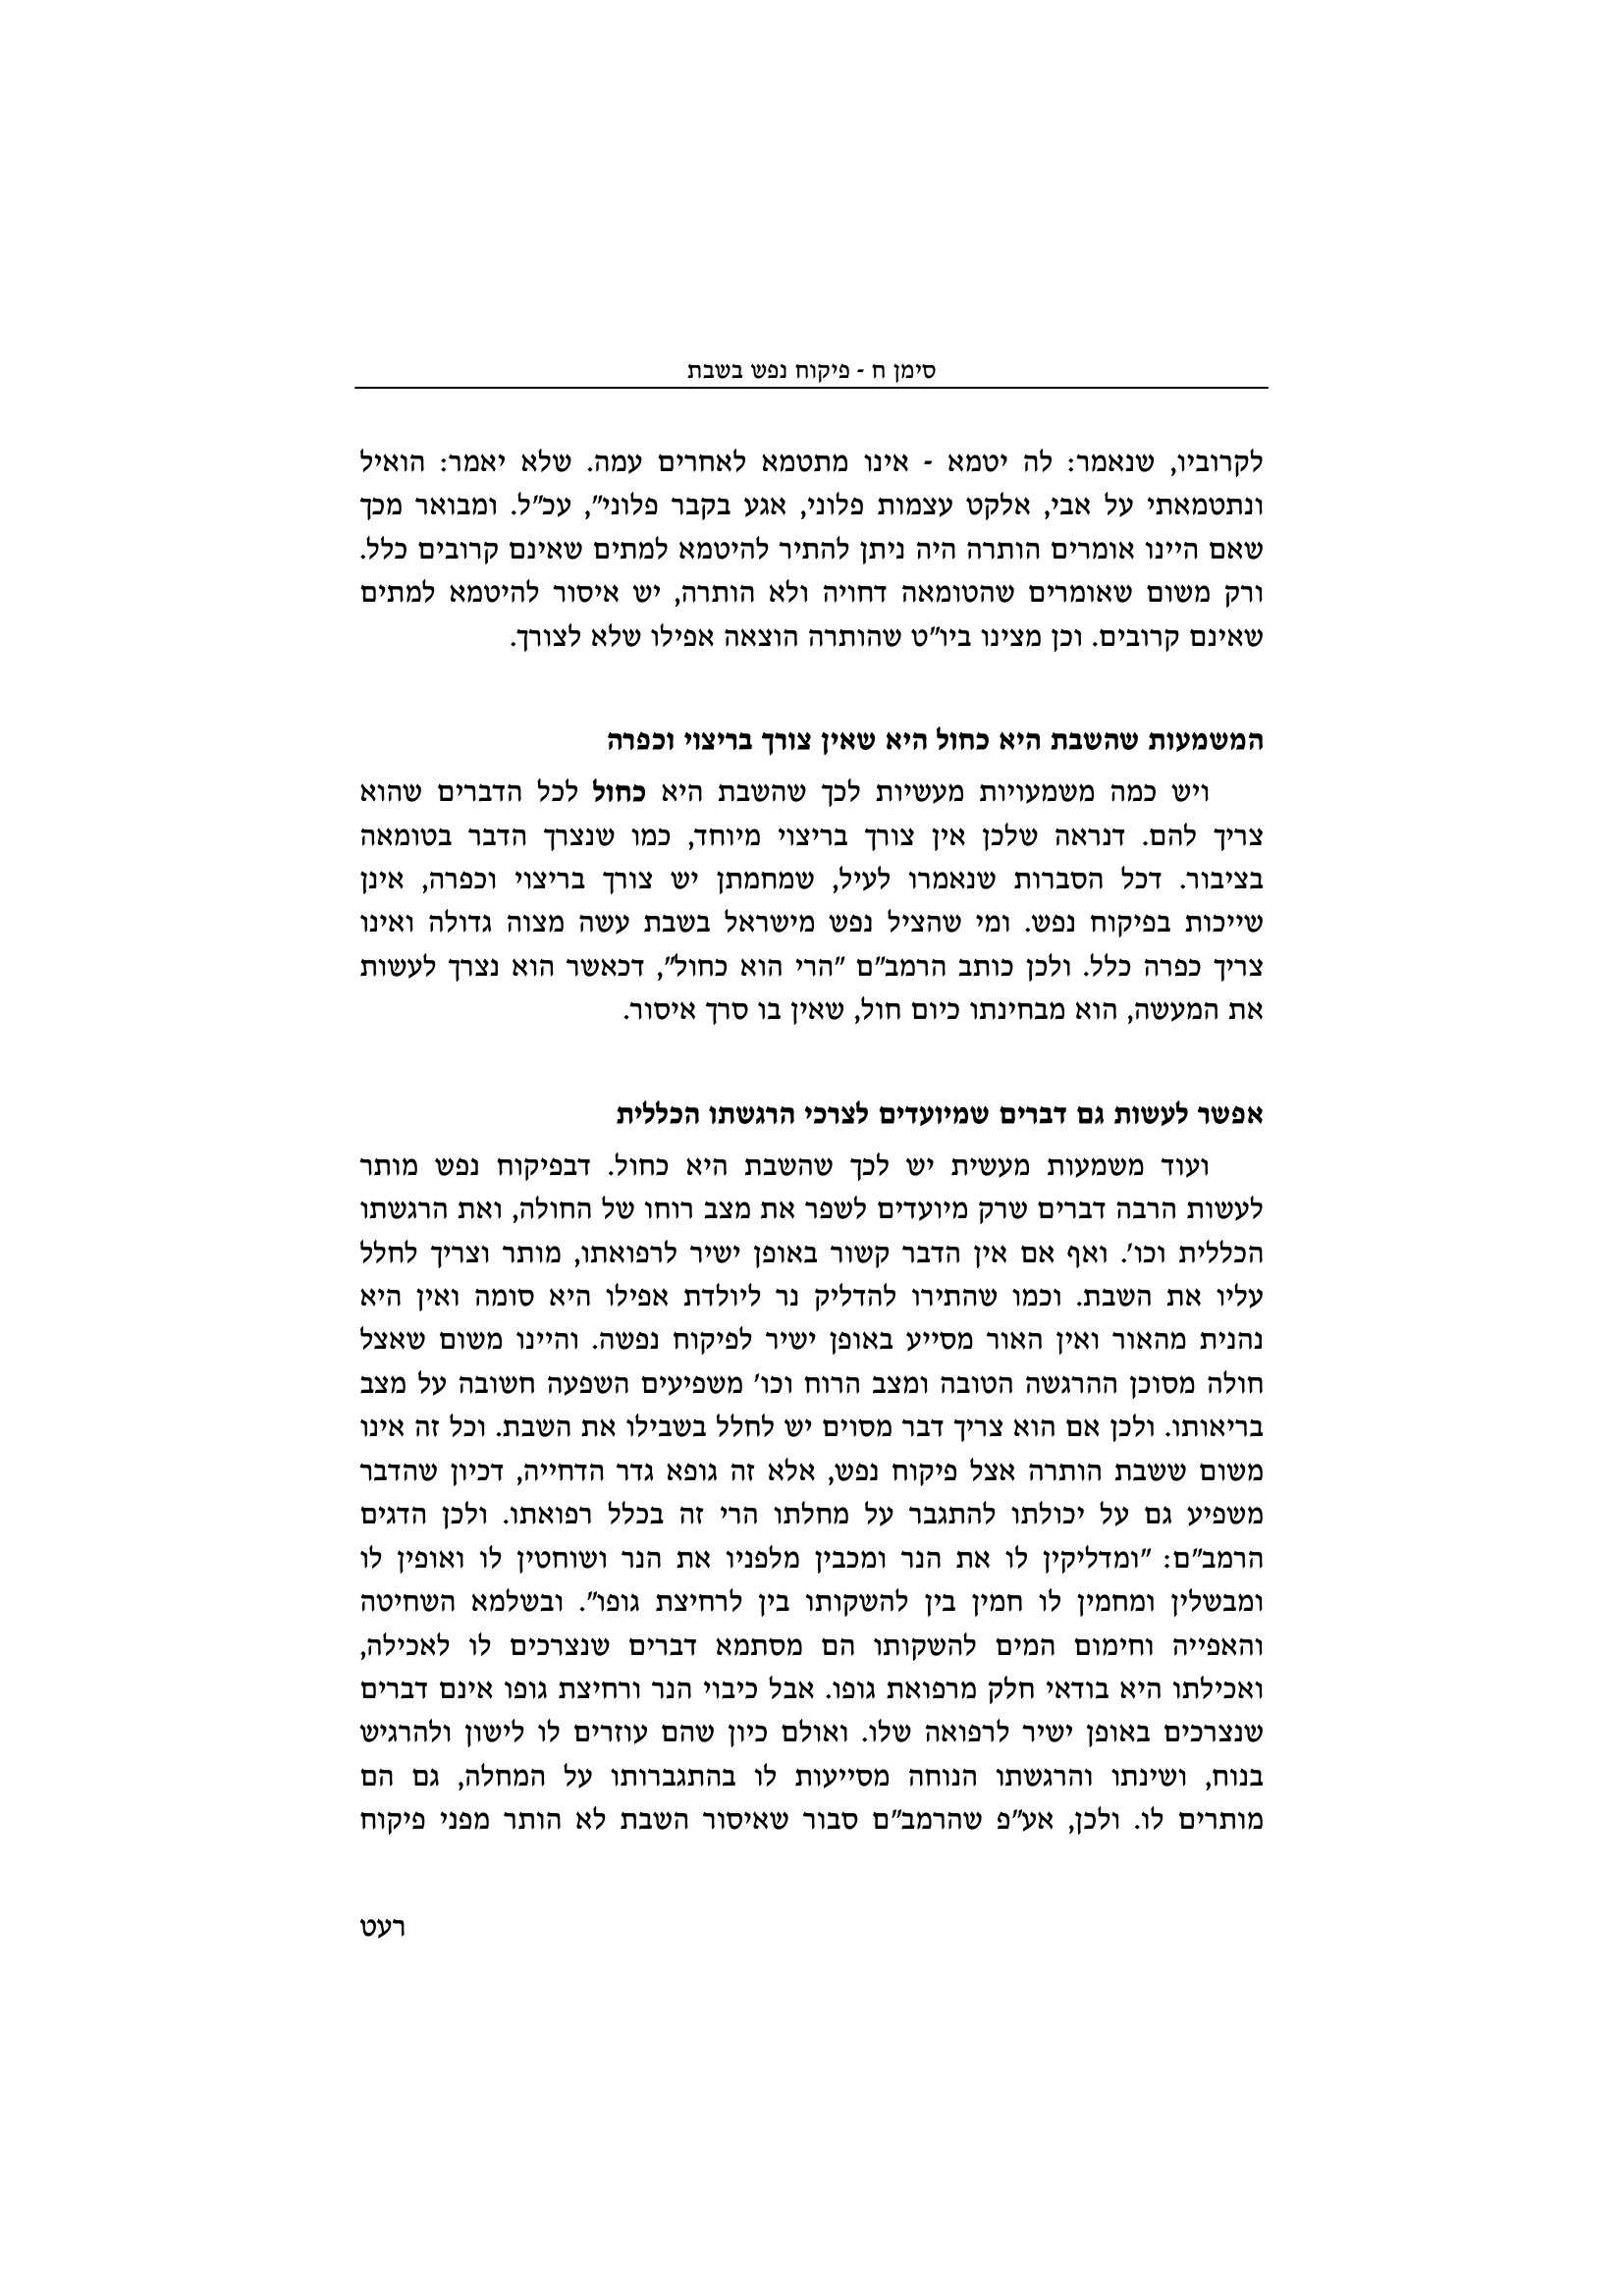 סימן ח - פיקוח נפש בשבת
לקרוביו, שנאמר: לה יטמא - אינו מתטמא לאחרים עמה. שלא יאמר: הואיל
ונתטמאתי על אבי, אלקט עצמות פלוני, אגע בקבר פלוני", עכ"ל. ומבואר מכך
שאם היינו אומרים הותרה היה ניתן להתיר להיטמא למתים שאינם קרובים כלל.
ורק משום שאומרים שהטומאה דחויה ולא הותרה, יש איסור להיטמא למתים
שאינם קרובים. וכן מצינו ביו"ט שהותרה הוצאה אפילו שלא לצורך.
המשמעות שהשבת היא כחול היא שאין צורך בריצוי וכפרה
ויש כמה משמעויות מעשיות לכך שהשבת היא כחול לכל הדברים שהוא
צריך להם. דנראה שלכן אין צורך בריצוי מיוחד, כמו שנצרך הדבר בטומאה
בציבור. דכל הסברות שנאמרו לעיל, שמחמתן יש צורך בריצוי וכפרה, אינן
שייכות בפיקוח נפש. ומי שהציל נפש מישראל בשבת עשה מצוה גדולה ואינו
צריך כפרה כלל. ולכן כותב הרמב"ם "הרי הוא כחול", דכאשר הוא נצרך לעשות
את המעשה, הוא מבחינתו כיום חול, שאין בו סרך איסור.
אפשר לעשות גם דברים שמיועדים לצרכי הרגשתו הכללית
ועוד משמעות מעשית יש לכך שהשבת היא כחול. דבפיקוח נפש מותר
לעשות הרבה דברים שרק מיועדים לשפר את מצב רוחו של החולה, ואת הרגשתו
הכללית וכו'. ואף אם אין הדבר קשור באופן ישיר לרפואתו, מותר וצריך לחלל
עליו את השבת. וכמו שהתירו להדליק נר ליולדת אפילו היא סומה ואין היא
נהנית מהאור ואין האור מסייע באופן ישיר לפיקוח נפשה. והיינו משום שאצל
חולה מסוכן ההרגשה הטובה ומצב הרוח וכו' משפיעים השפעה חשובה על מצב
בריאותו. ולכן אם הוא צריך דבר מסוים יש לחלל בשבילו את השבת. וכל זה אינו
משום ששבת הותרה אצל פיקוח נפש, אלא זה גופא גדר הדחייה, דכיון שהדבר
משפיע גם על יכולתו להתגבר על מחלתו הרי זה בכלל רפואתו. ולכן הדגים
הרמב"ם: "ומדליקין לו את הנר ומכבין מלפניו את הנר ושוחטין לו ואופין לו
ומבשלין ומחמין לו חמין בין להשקותו בין לרחיצת גופו". ובשלמא השחיטה
והאפייה וחימום המים להשקותו הם מסתמא דברים שנצרכים לו לאכילה,
ואכילתו היא בודאי חלק מרפואת גופו. אבל כיבוי הנר ורחיצת גופו אינם דברים
שנצרכים באופן ישיר לרפואה שלו. ואולם כיון שהם עוזרים לו לישון ולהרגיש
בנוח, ושינתו והרגשתו הנוחה מסייעות לו בהתגברותו על המחלה, גם הם
מותרים לו. ולכן, אע"פ שהרמב"ם סבור שאיסור השבת לא הותר מפני פיקוח
רעט